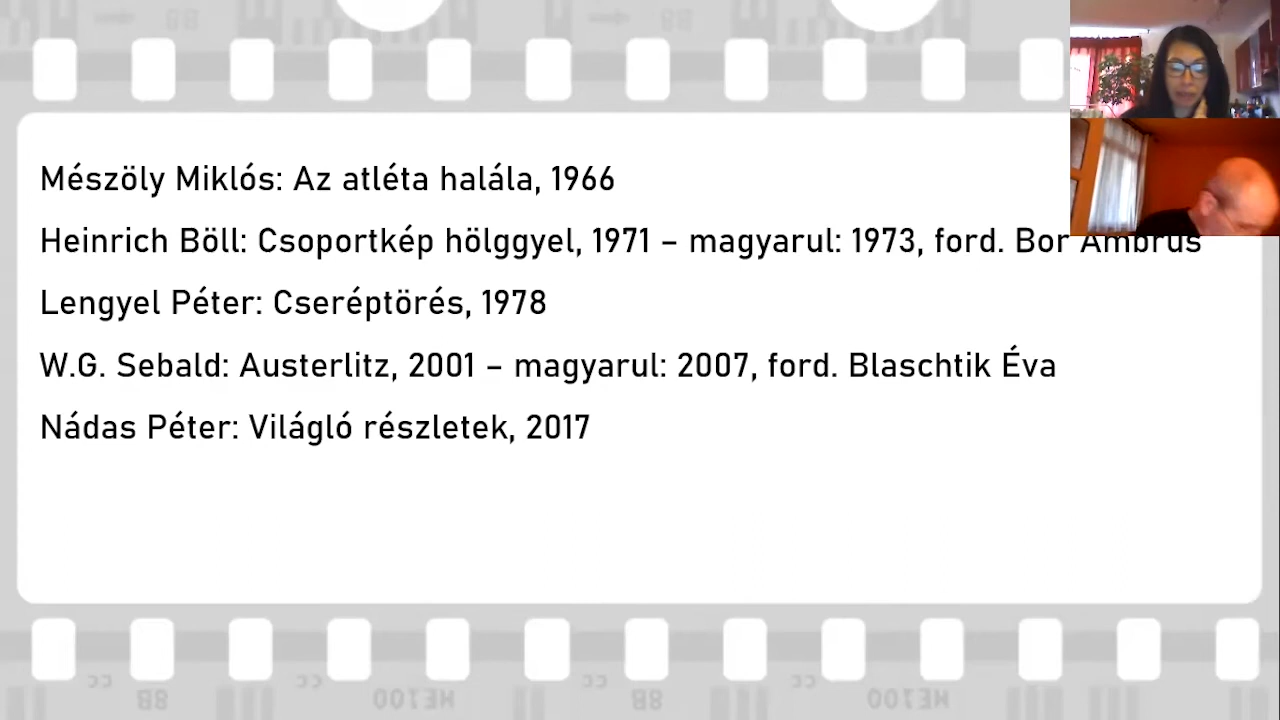 Mészöly Miklós: Az atléta halála, 1966
Heinrich Böll: Csoportkép hölggyel, 1971 – magyarul: 1973, ford. Bor Ambrus
Lengyel Péter: Cseréptörés, 1978
W.G. Sebald: Austerlitz, 2001 – magyarul: 2007, ford. Blaschtik Éva
Nádas Péter: Világló részletek, 2017